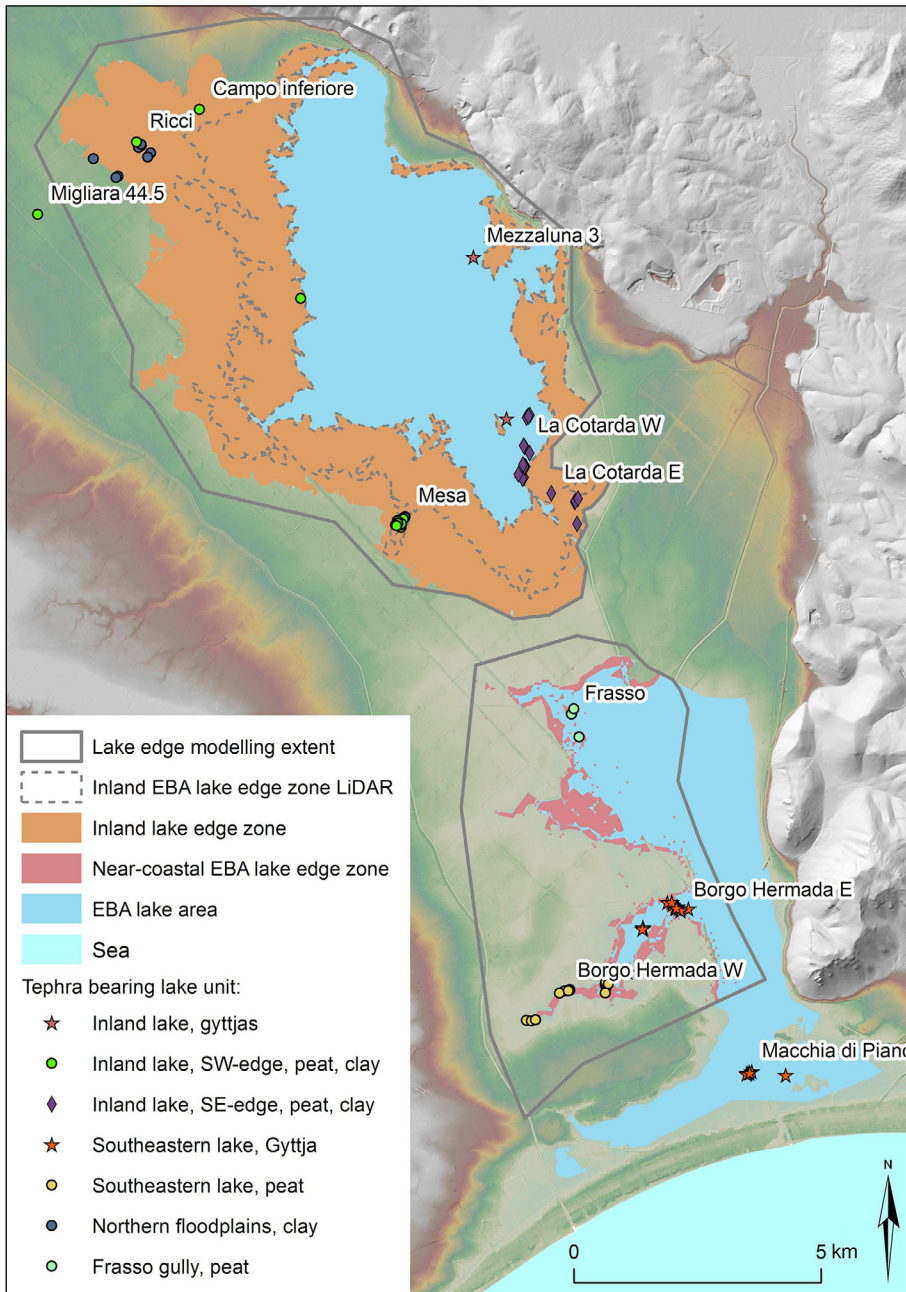 Campo inferiore
Ricci
Migliara 44.5
Mezzaluna 3
La Cotarda W
La Cotarda E
Mesa
Frasso
Borgo Hermada E
Borgo Hermada W
Macchia di Piano
Lake edge modelling extent
Inland EBA lake edge zone LiDAR
Inland lake edge zone
Near-coastal EBA lake edge zone
EBA lake area
Sea
Tephra bearing lake unit:
Inland lake, gyttjas
Inland lake, SW-edge, peat, clay
Inland lake, SE-edge, peat, clay
Southeastern lake, Gyttja
Southeastern lake, peat
Northern floodplains, clay
Frasso gully, peat
N
0 5 km